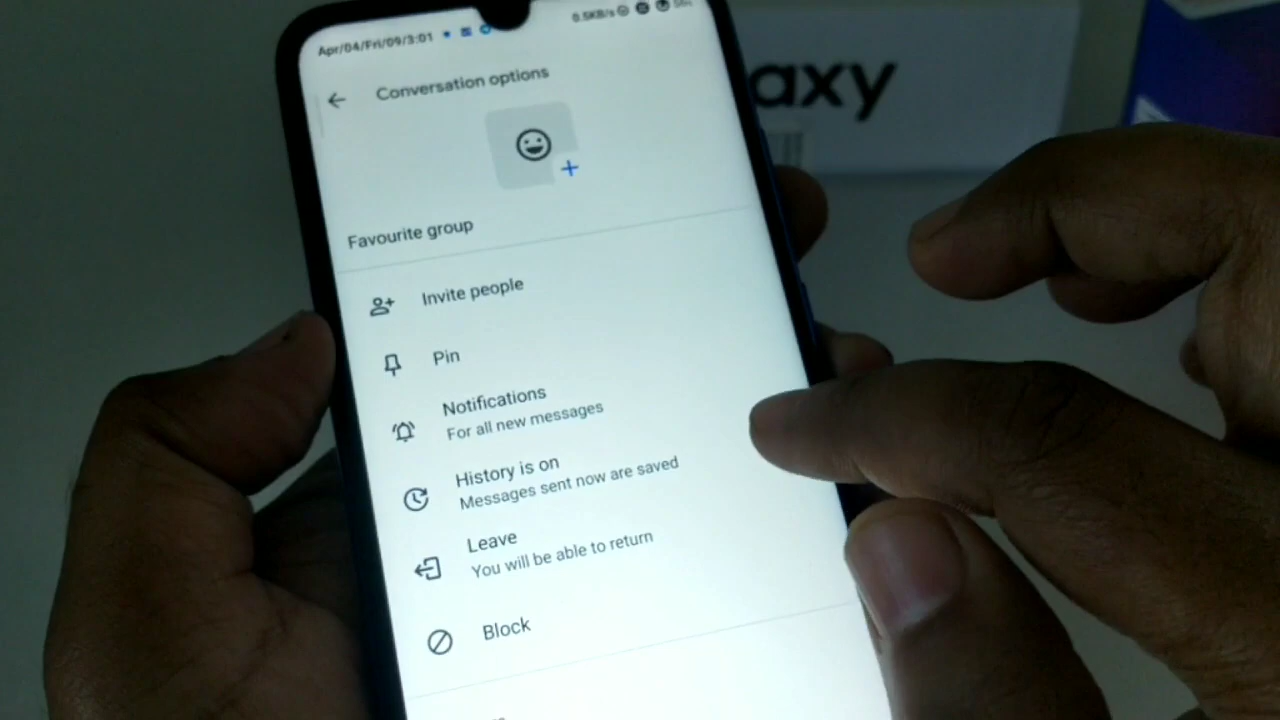 Apr/04/Fri/09/3:01 0.5KB/s 56%
axy
Conversation options
Favourite group
Invite people
Pin
Notifications
For all new messages
History is on
Messages sent now are saved
Leave
You will be able to return
Block